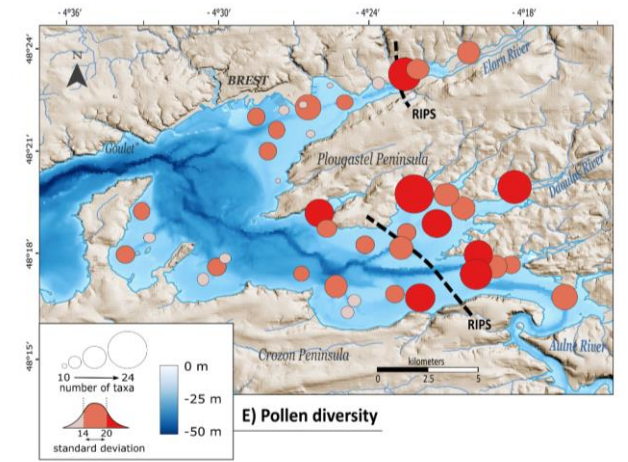 -4°36' -4°30' -4°24' -4°18'
48°24'
48°21'
48°18'
48°15'
N
BREST
Elorn River
RIPS
Goulet
Plougastel Peninsula
Daoulas River
RIPS
Crozon Peninsula
Aulne River
kilometers
0 2.5 5
10 24
number of taxa
14 20
standard deviation
0 m
-25 m
-50 m
E) Pollen diversity